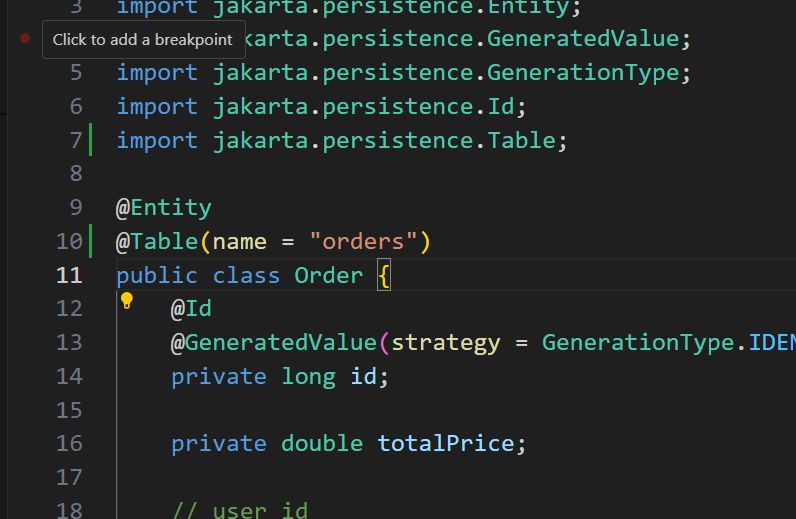 3 import jakarta.persistence.Entity;
Click to add a breakpoint karta.persistence.GeneratedValue;
5 import jakarta.persistence.GenerationType;
6 import jakarta.persistence.Id;
7 import jakarta.persistence.Table;
8
9 @Entity
10 @Table(name = "orders")
11 public class Order {
12 @Id
13 @GeneratedValue(strategy = GenerationType.IDEN
14 private long id;
15
16 private double totalPrice;
17
18 // user id